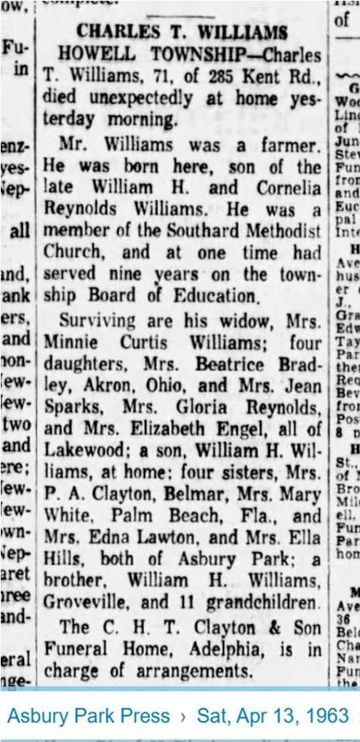 CHARLES T. WILLIAMS
HOWELL TOWNSHIP—Charles
T. Williams, 71, of 285 Kent Rd.,
died unexpectedly at home yes-
terday morning.
Mr. Williams was a farmer.
He was born here, son of the
late William H. and Cornelia
Reynolds Williams. He was a
member of the Southard Methodist
Church, and at one time had
served nine years on the town-
ship Board of Education.
Surviving are his widow, Mrs.
Minnie Curtis Williams; four
daughters, Mrs. Beatrice Brad-
ley, Akron, Ohio, and Mrs. Jean
Sparks, Mrs. Gloria Reynolds,
and Mrs. Elizabeth Engel, all of
Lakewood; a son, William H. Wil-
liams, at home; four sisters, Mrs.
P. A. Clayton, Belmar, Mrs. Mary
White, Palm Beach, Fla., and
Mrs. Edna Lawton, and Mrs. Ella
Hills, both of Asbury Park; a
brother, William H. Williams,
Groveville, and 11 grandchildren.
The C. H. T. Clayton & Son
Funeral Home, Adelphia, is in
charge of arrangements.
Asbury Park Press › Sat, Apr 13, 1963